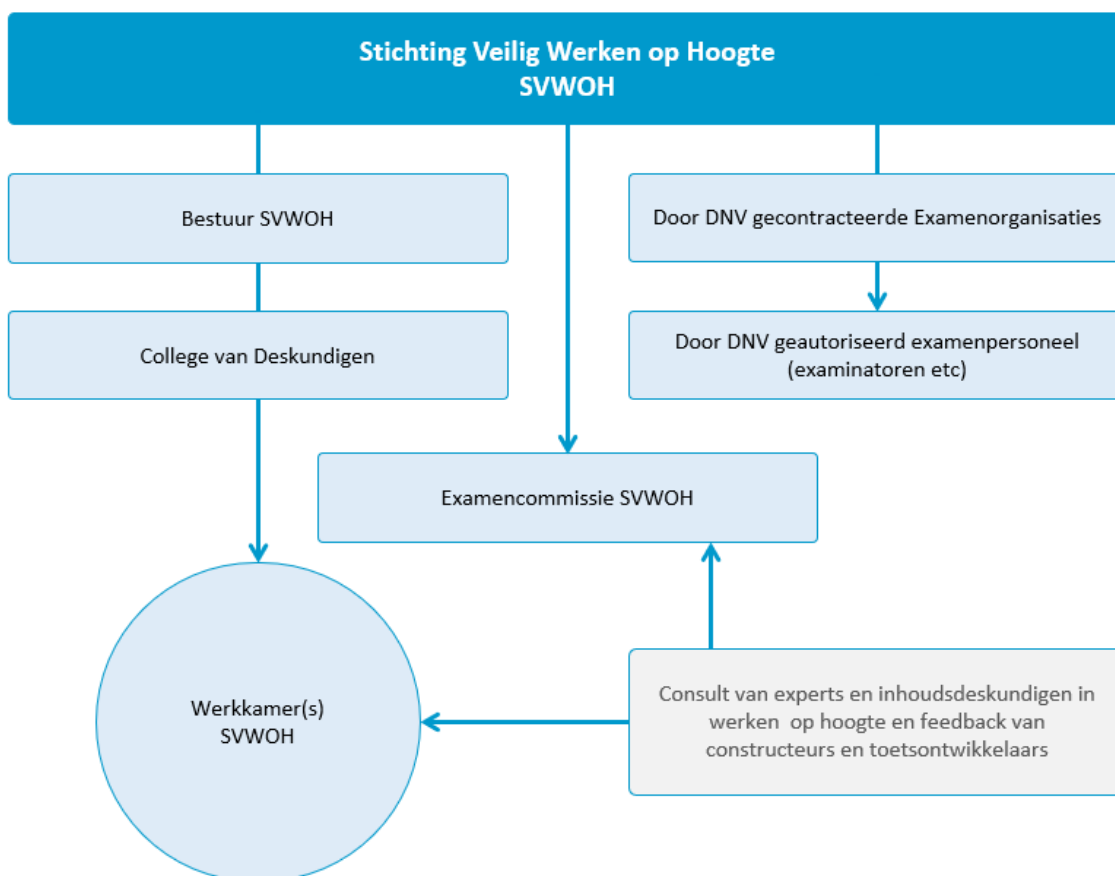 Stichting Veilig Werken op Hoogte
SVWOH
Bestuur SVWOH
Door DNV gecontracteerde Examenorganisaties
College van Deskundigen
Door DNV geautoriseerd examenpersoneel
(examinatoren etc)
Examencommissie SVWOH
Werkkamer(s)
SVWOH
Consult van experts en inhoudsdeskundigen in
werken op hoogte en feedback van
constructeurs en toetsontwikkelaars